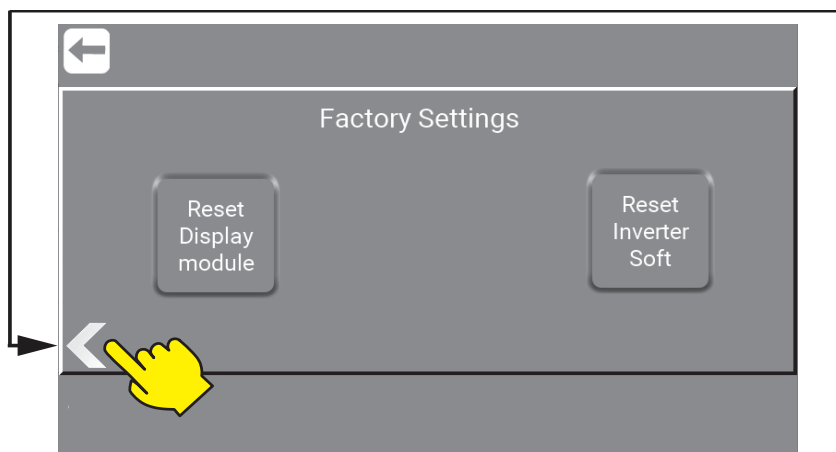 Factory Settings
Reset
Display
module
Reset
Inverter
Soft